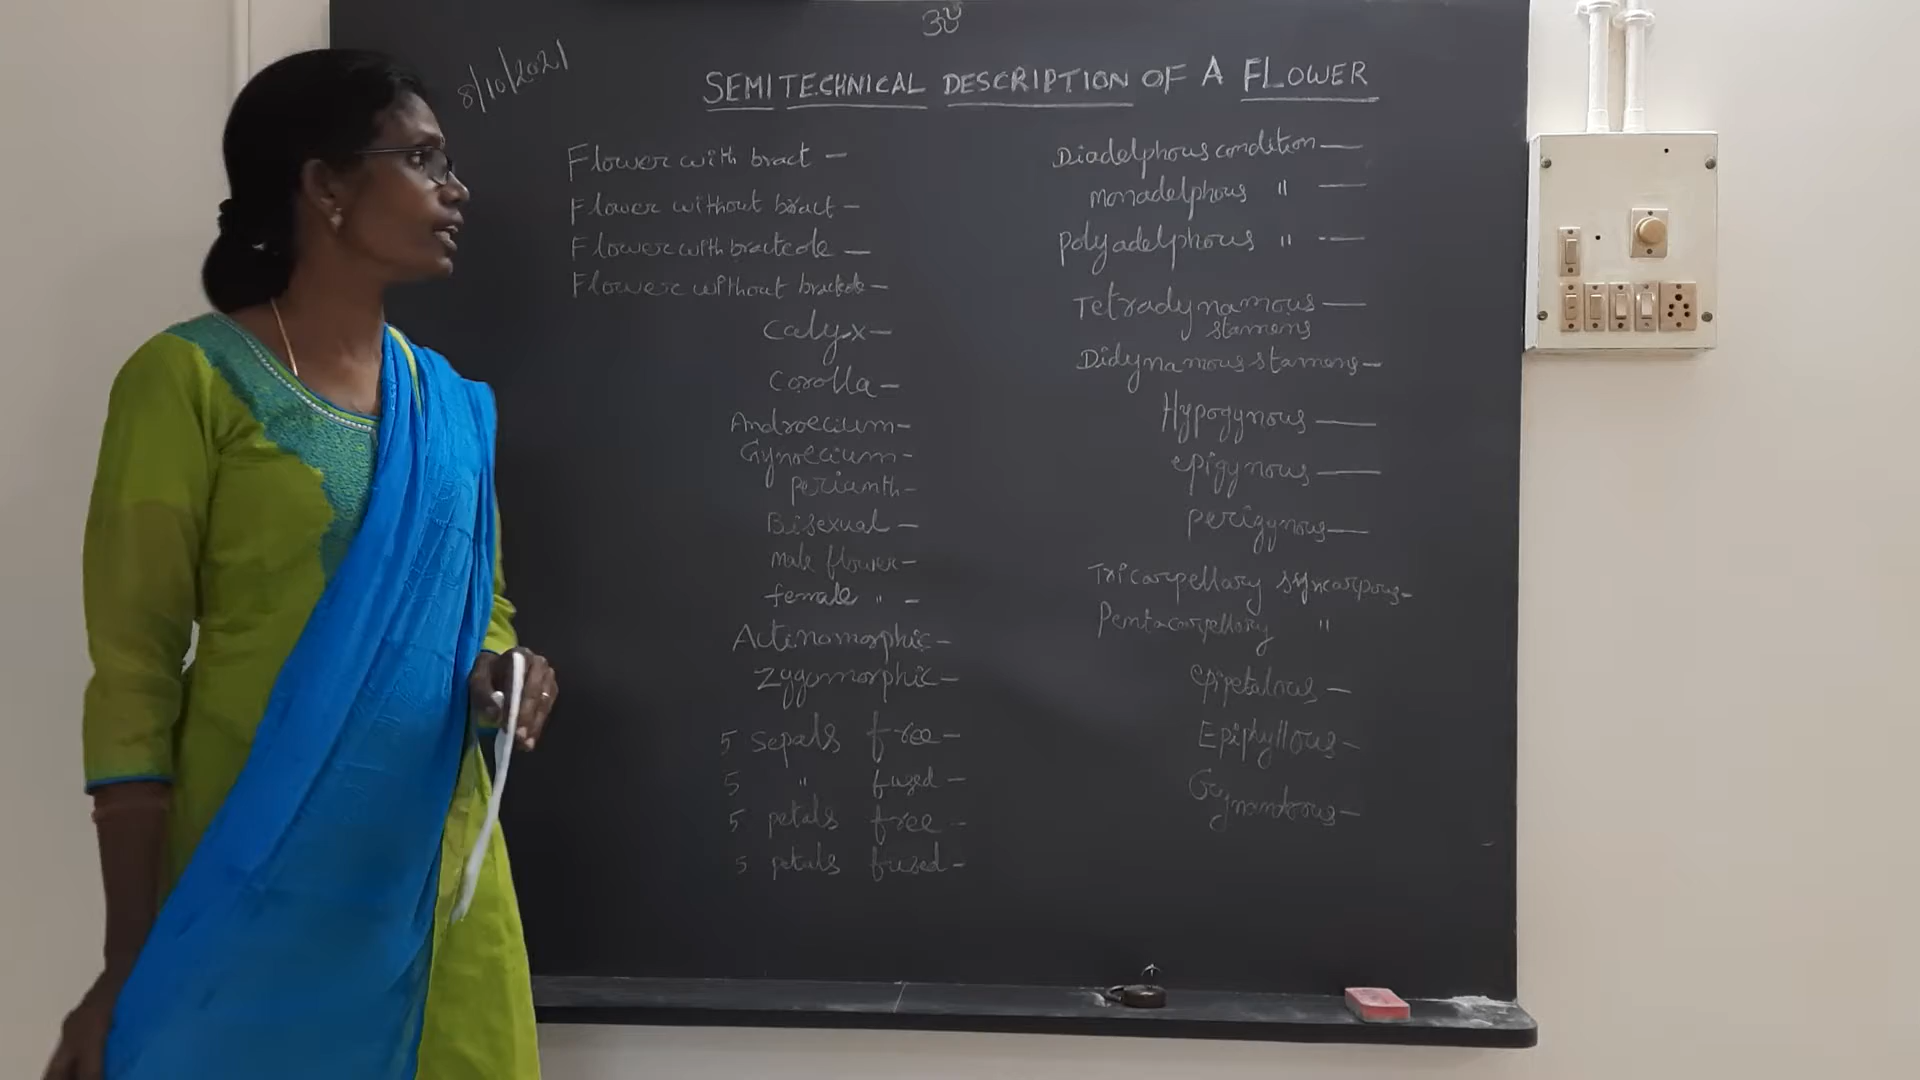 உ
8/10/2021
SEMITECHNICAL DESCRIPTION OF A FLOWER
Flower with bract -
Flower without bract -
Flower with bracteole -
Flower without bracteole -
Calyx -
Corolla -
Androecium -
Gynoecium -
perianth -
Bisexual -
male flower -
female " -
Actinomorphic -
Zygomorphic -
5 sepals free -
5 " fused -
5 petals free -
5 petals fused -
Diadelphous condition -
monadelphous " -
polyadelphous " -
Tetradynamous -
stamens
Didynamous stamens -
Hypogynous -
epigynous -
perigynous -
Tricarpellary syncarpous -
Pentacarpellary "
epipetalous -
Epiphyllous -
Gynandrous -